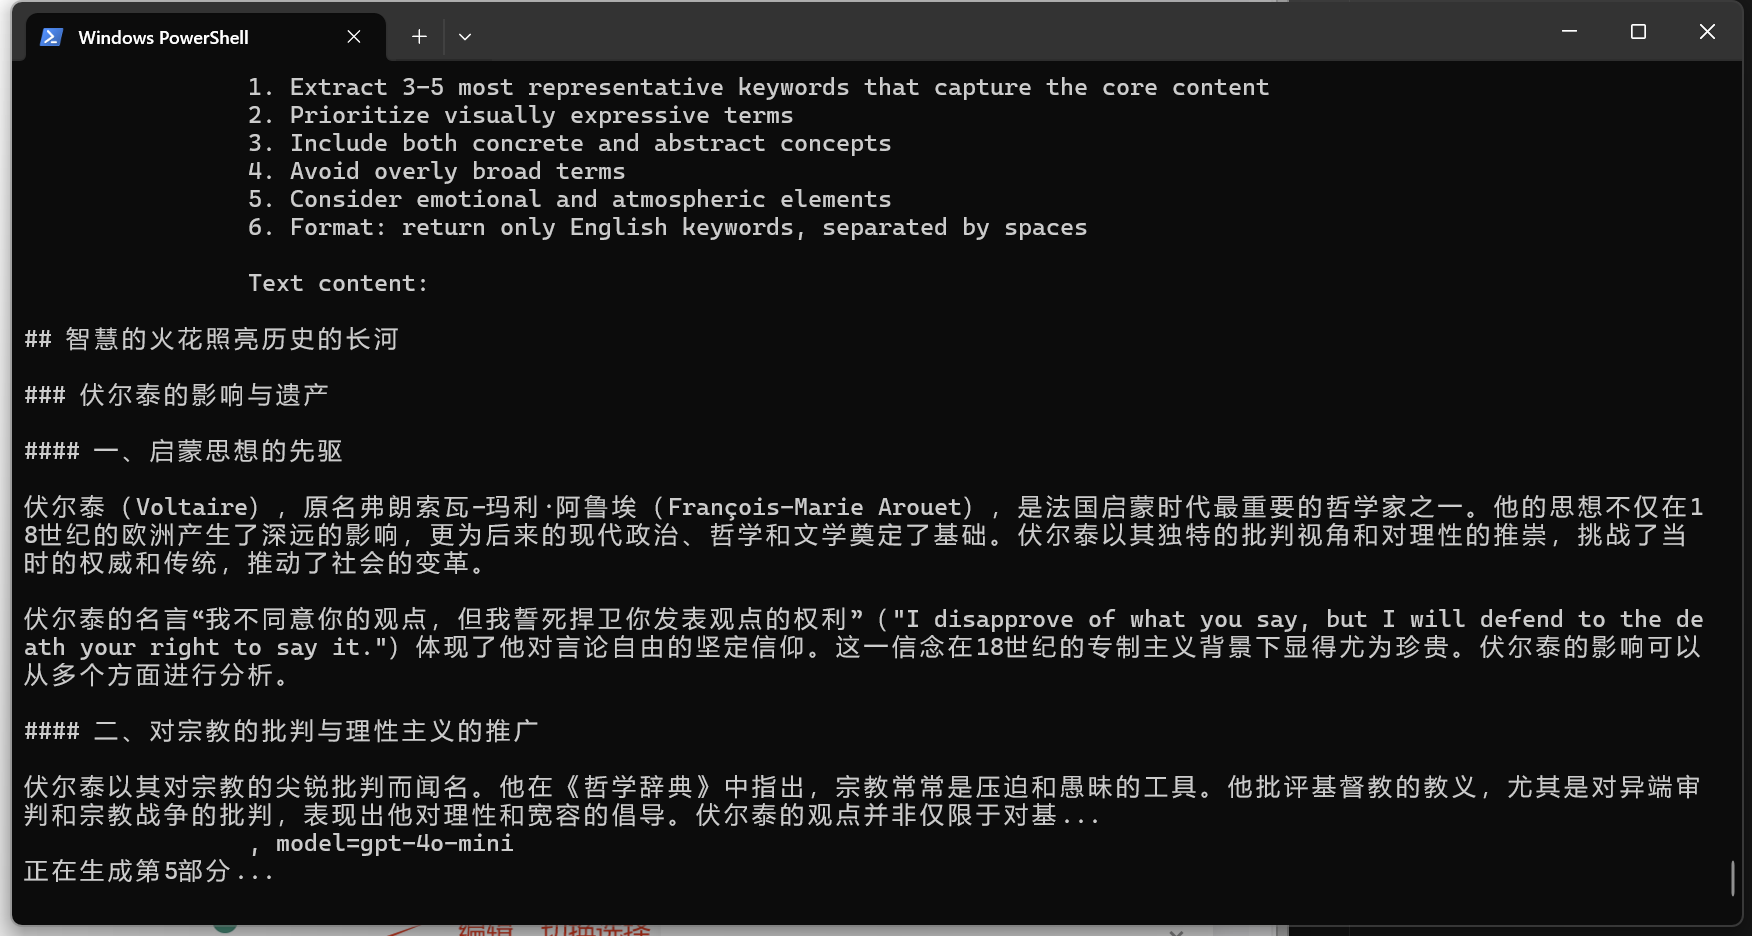 Windows PowerShell
1. Extract 3-5 most representative keywords that capture the core content
2. Prioritize visually expressive terms
3. Include both concrete and abstract concepts
4. Avoid overly broad terms
5. Consider emotional and atmospheric elements
6. Format: return only English keywords, separated by spaces
Text content:
## 智慧的火花照亮历史的长河
### 伏尔泰的影响与遗产
#### 一、启蒙思想的先驱
伏尔泰（Voltaire），原名弗朗索瓦-玛利·阿鲁埃（François-Marie Arouet），是法国启蒙时代最重要的哲学家之一。他的思想不仅在1
8世纪的欧洲产生了深远的影响，更为后来的现代政治、哲学和文学奠定了基础。伏尔泰以其独特的批判视角和对理性的推崇，挑战了当
时的权威和传统，推动了社会的变革。
伏尔泰的名言“我不同意你的观点，但我誓死捍卫你发表观点的权利”（"I disapprove of what you say, but I will defend to the de
ath your right to say it."）体现了他对言论自由的坚定信仰。这一信念在18世纪的专制主义背景下显得尤为珍贵。伏尔泰的影响可以
从多个方面进行分析。
#### 二、对宗教的批判与理性主义的推广
伏尔泰以其对宗教的尖锐批判而闻名。他在《哲学辞典》中指出，宗教常常是压迫和愚昧的工具。他批评基督教的教义，尤其是对异端审
判和宗教战争的批判，表现出他对理性和宽容的倡导。伏尔泰的观点并非仅限于对基...
, model=gpt-4o-mini
正在生成第5部分...